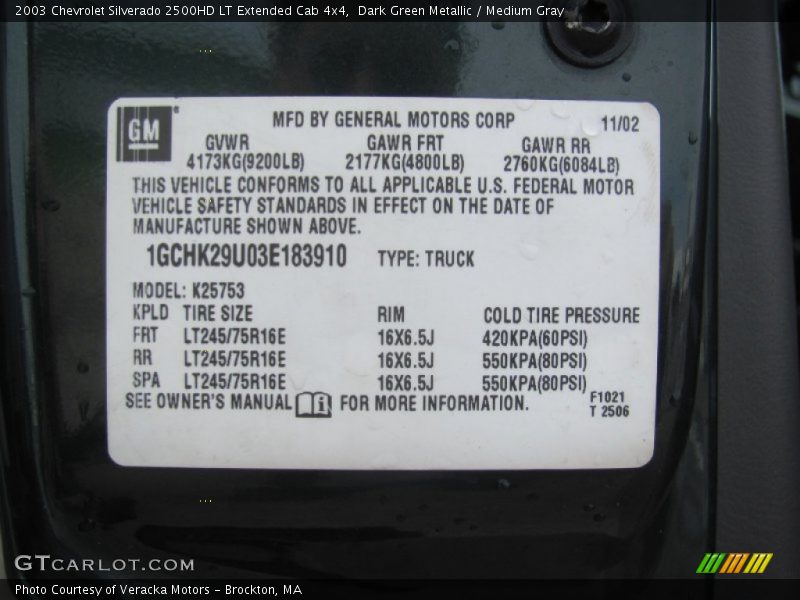 2003 Chevrolet Silverado 2500HD LT Extended Cab 4x4,  Dark Green Metallic / Medium Gray
GM
MFD BY GENERAL MOTORS CORP 11/02
GVWR GAWR FRT GAWR RR
4173KG(9200LB) 2177KG(4800LB) 2760KG(6084LB)
THIS VEHICLE CONFORMS TO ALL APPLICABLE U.S. FEDERAL MOTOR
VEHICLE SAFETY STANDARDS IN EFFECT ON THE DATE OF
MANUFACTURE SHOWN ABOVE.
1GCHK29U03E183910 TYPE: TRUCK
MODEL: K25753
KPLD TIRE SIZE RIM COLD TIRE PRESSURE
FRT LT245/75R16E 16X6.5J 420KPA(60PSI)
RR LT245/75R16E 16X6.5J 550KPA(80PSI)
SPA LT245/75R16E 16X6.5J 550KPA(80PSI)
SEE OWNER'S MANUAL FOR MORE INFORMATION.
F1021
T 2506
GTCARLOT.COM
Photo Courtesy of Veracka Motors - Brockton, MA